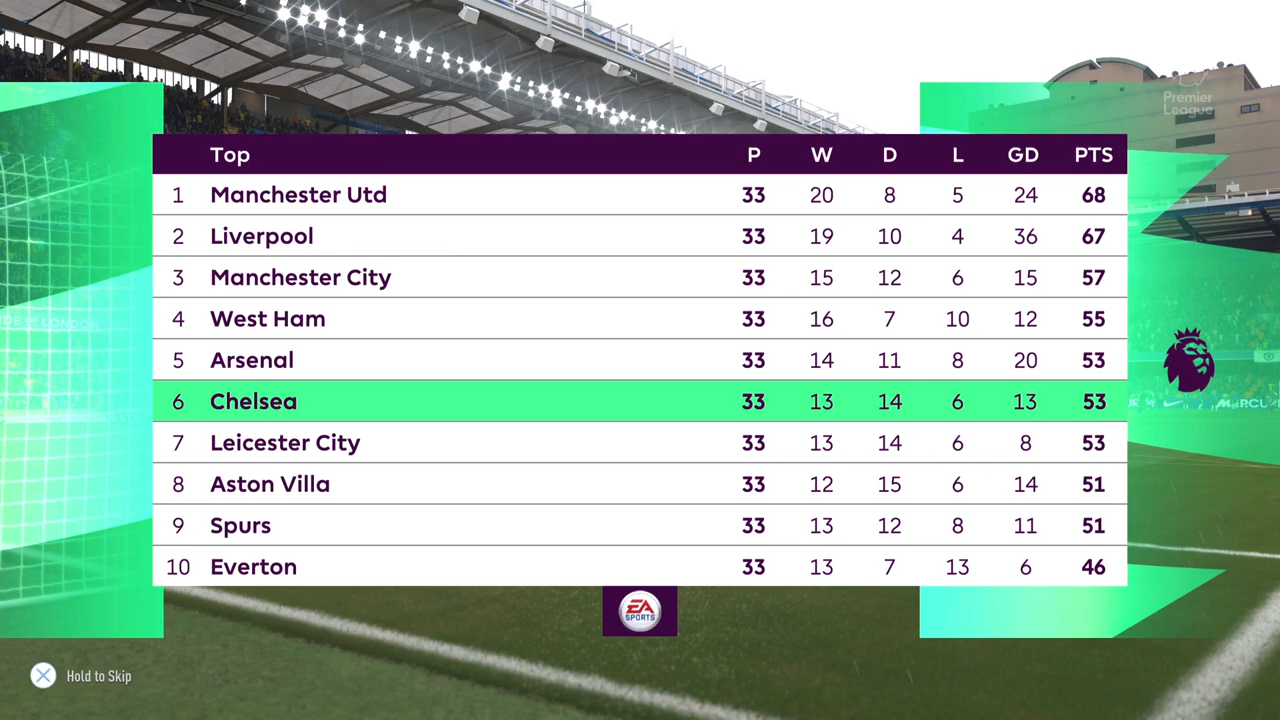 Premier
League
Top P W D L GD PTS
1 Manchester Utd 33 20 8 5 24 68
2 Liverpool 33 19 10 4 36 67
3 Manchester City 33 15 12 6 15 57
4 West Ham 33 16 7 10 12 55
5 Arsenal 33 14 11 8 20 53
6 Chelsea 33 13 14 6 13 53
7 Leicester City 33 13 14 6 8 53
8 Aston Villa 33 12 15 6 14 51
9 Spurs 33 13 12 8 11 51
10 Everton 33 13 7 13 6 46
EA
SPORTS
Hold to Skip